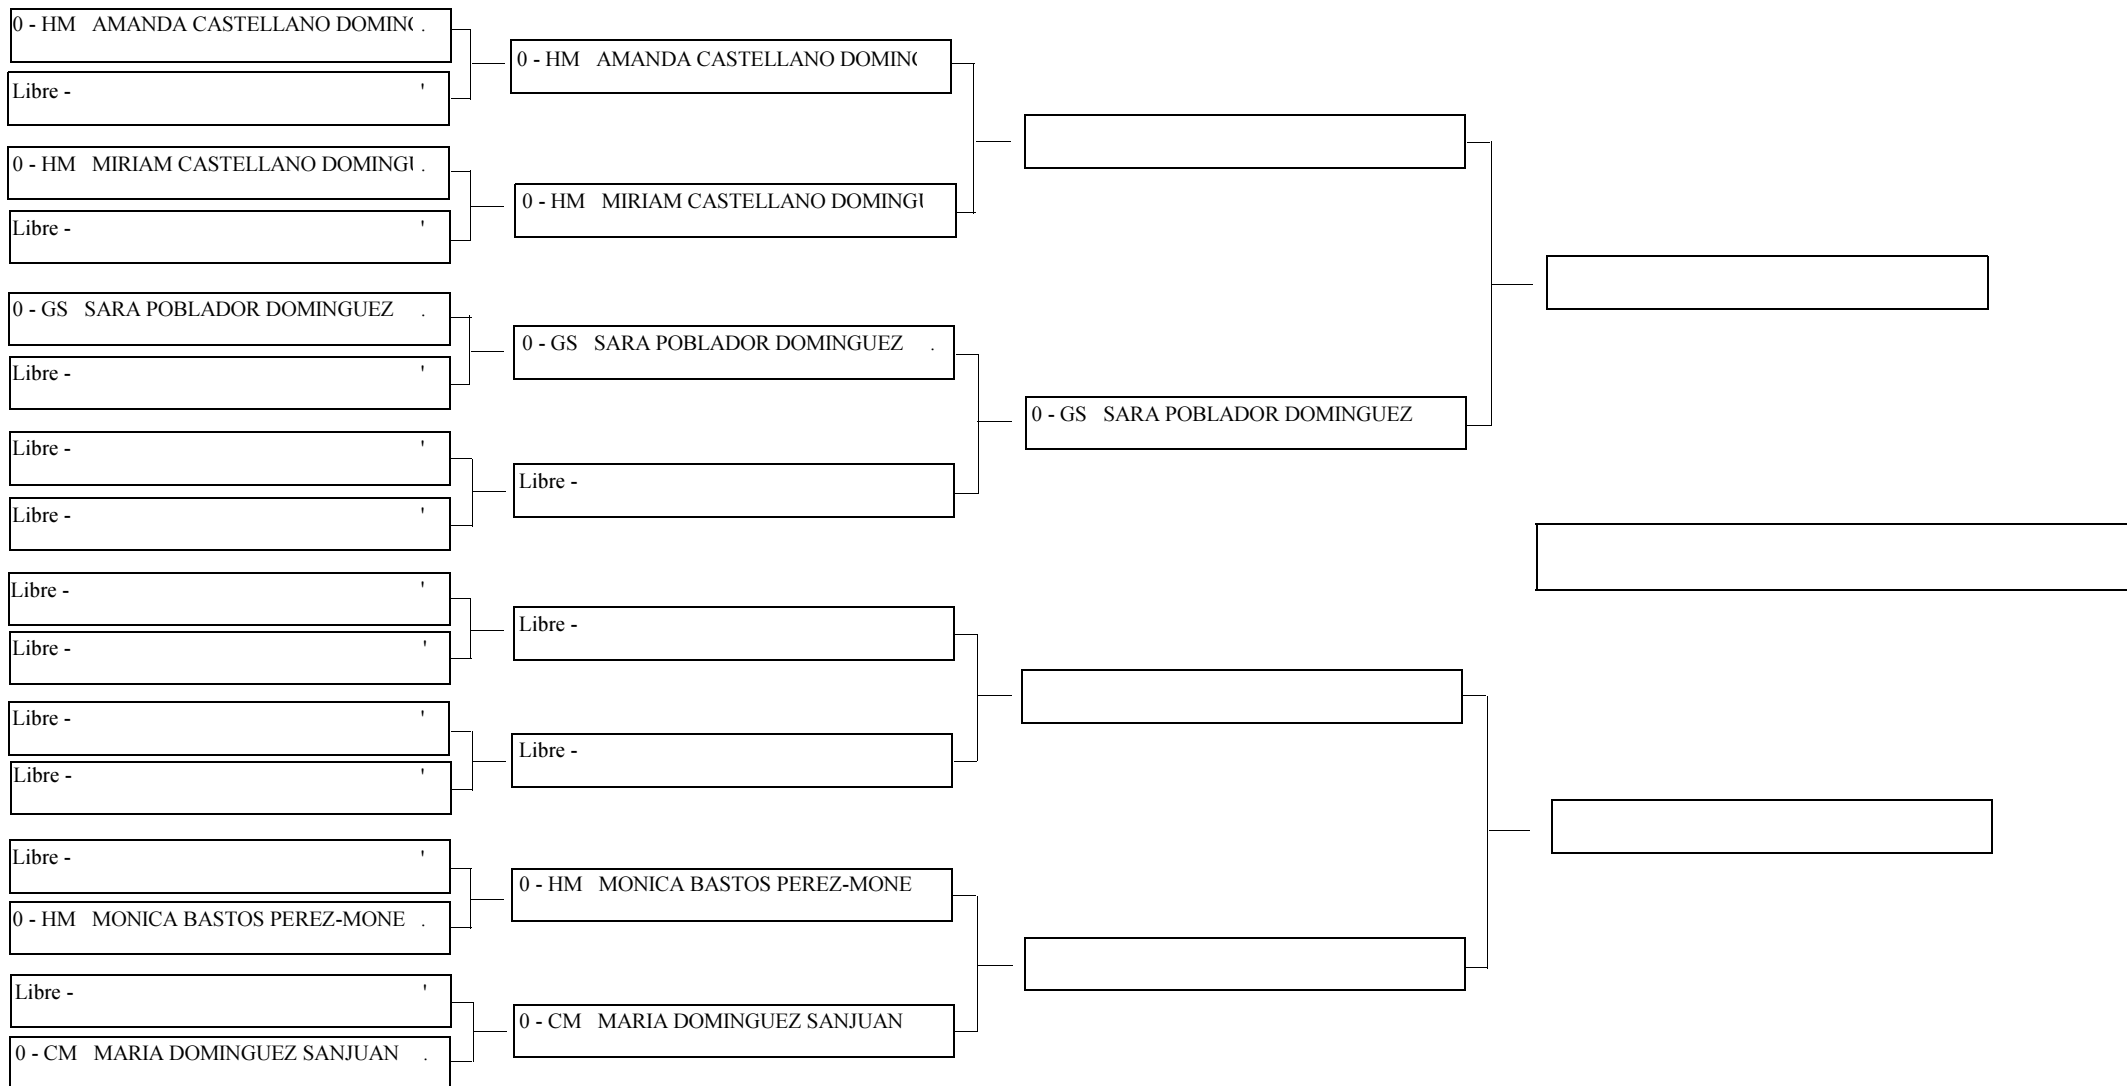 0 - HM AMANDA CASTELLANO DOMING .
Libre - '
0 - HM MIRIAM CASTELLANO DOMINGU .
Libre - '
0 - GS SARA POBLADOR DOMINGUEZ .
Libre - '
Libre - '
Libre - '
Libre - '
Libre - '
Libre - '
Libre - '
Libre - '
0 - HM MONICA BASTOS PEREZ-MONE .
Libre - '
0 - CM MARIA DOMINGUEZ SANJUAN .
0 - HM AMANDA CASTELLANO DOMING
0 - HM MIRIAM CASTELLANO DOMINGU
0 - GS SARA POBLADOR DOMINGUEZ .
Libre -
Libre -
Libre -
0 - HM MONICA BASTOS PEREZ-MONE
0 - CM MARIA DOMINGUEZ SANJUAN
0 - GS SARA POBLADOR DOMINGUEZ